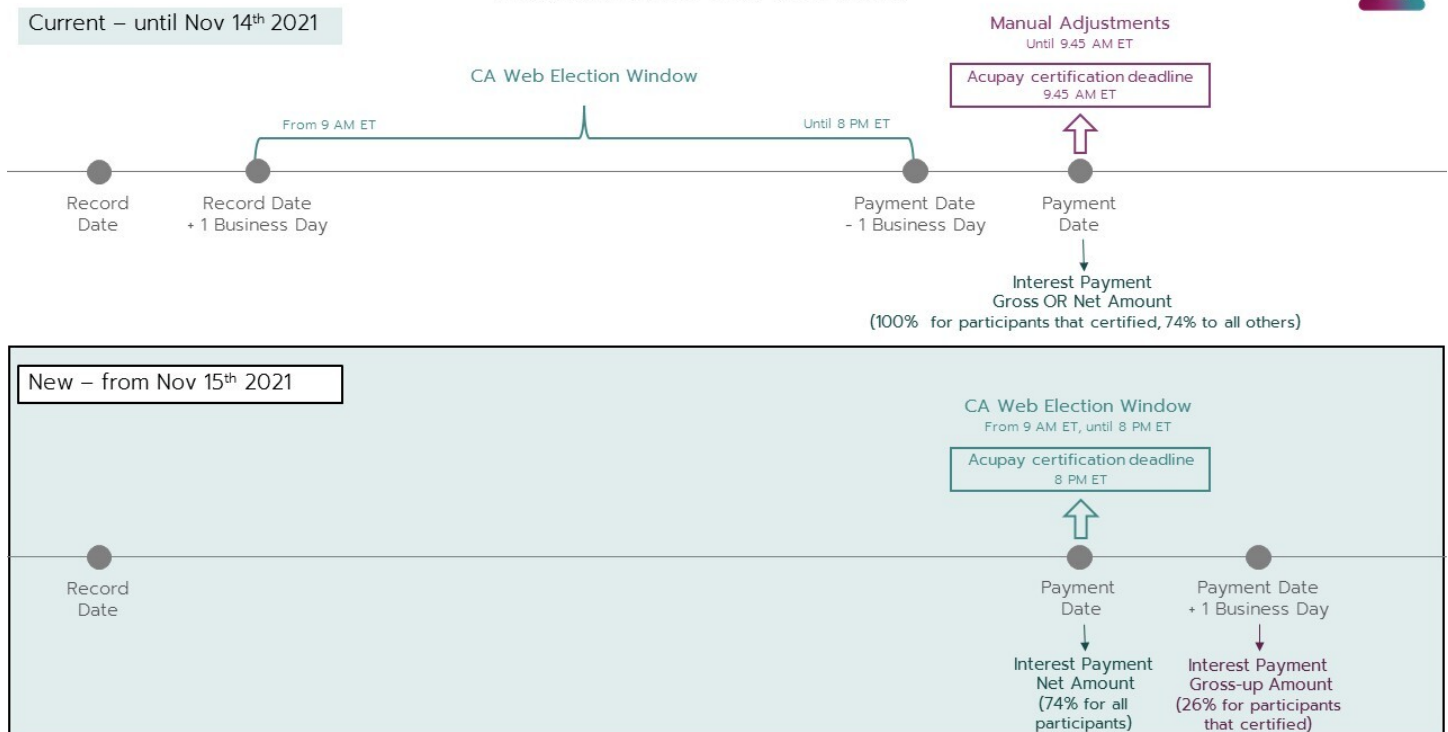 Current – until Nov 14th 2021
Manual Adjustments
Until 9.45 AM ET
Acupay certification deadline
9.45 AM ET
CA Web Election Window
From 9 AM ET
Until 8 PM ET
Record
Date
Record Date
+ 1 Business Day
Payment Date
- 1 Business Day
Payment
Date
Interest Payment
Gross OR Net Amount
(100% for participants that certified, 74% to all others)
New – from Nov 15th 2021
CA Web Election Window
From 9 AM ET, until 8 PM ET
Acupay certification deadline
8 PM ET
Record
Date
Payment
Date
Payment Date
+ 1 Business Day
Interest Payment
Net Amount
(74% for all
participants)
Interest Payment
Gross-up Amount
(26% for participants
that certified)